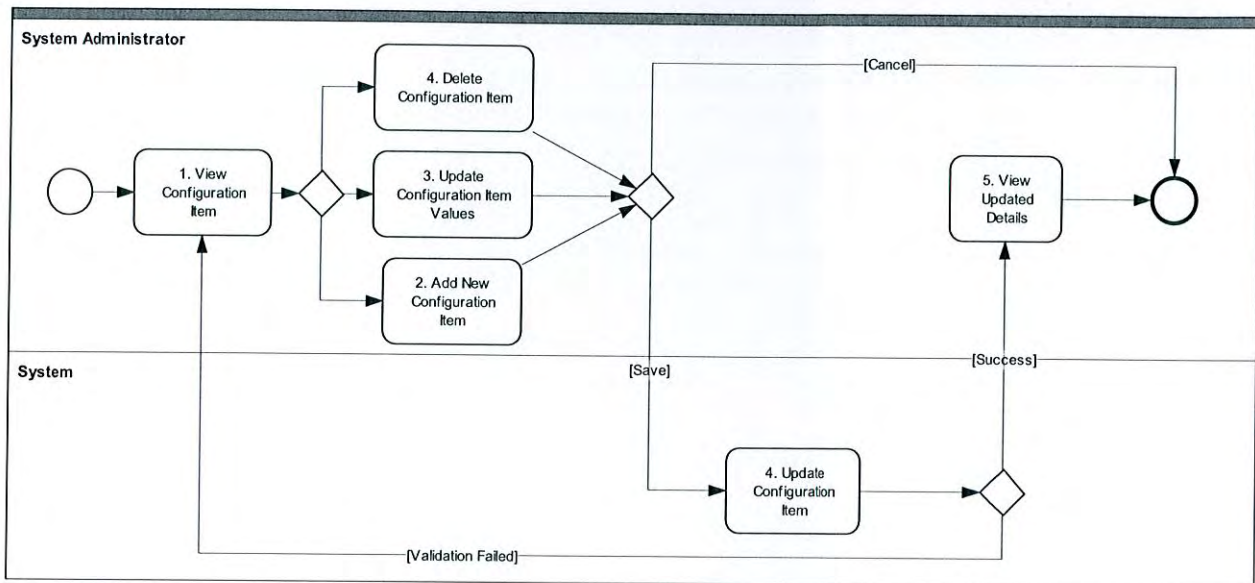 System Administrator
[Cancel]
4. Delete
Configuration Item
1. View
Configuration
Item
3. Update
Configuration Item
Values
5. View
Updated
Details
2. Add New
Configuration
Item
System
[Save]
[Success]
4. Update
Configuration
Item
[Validation Failed]